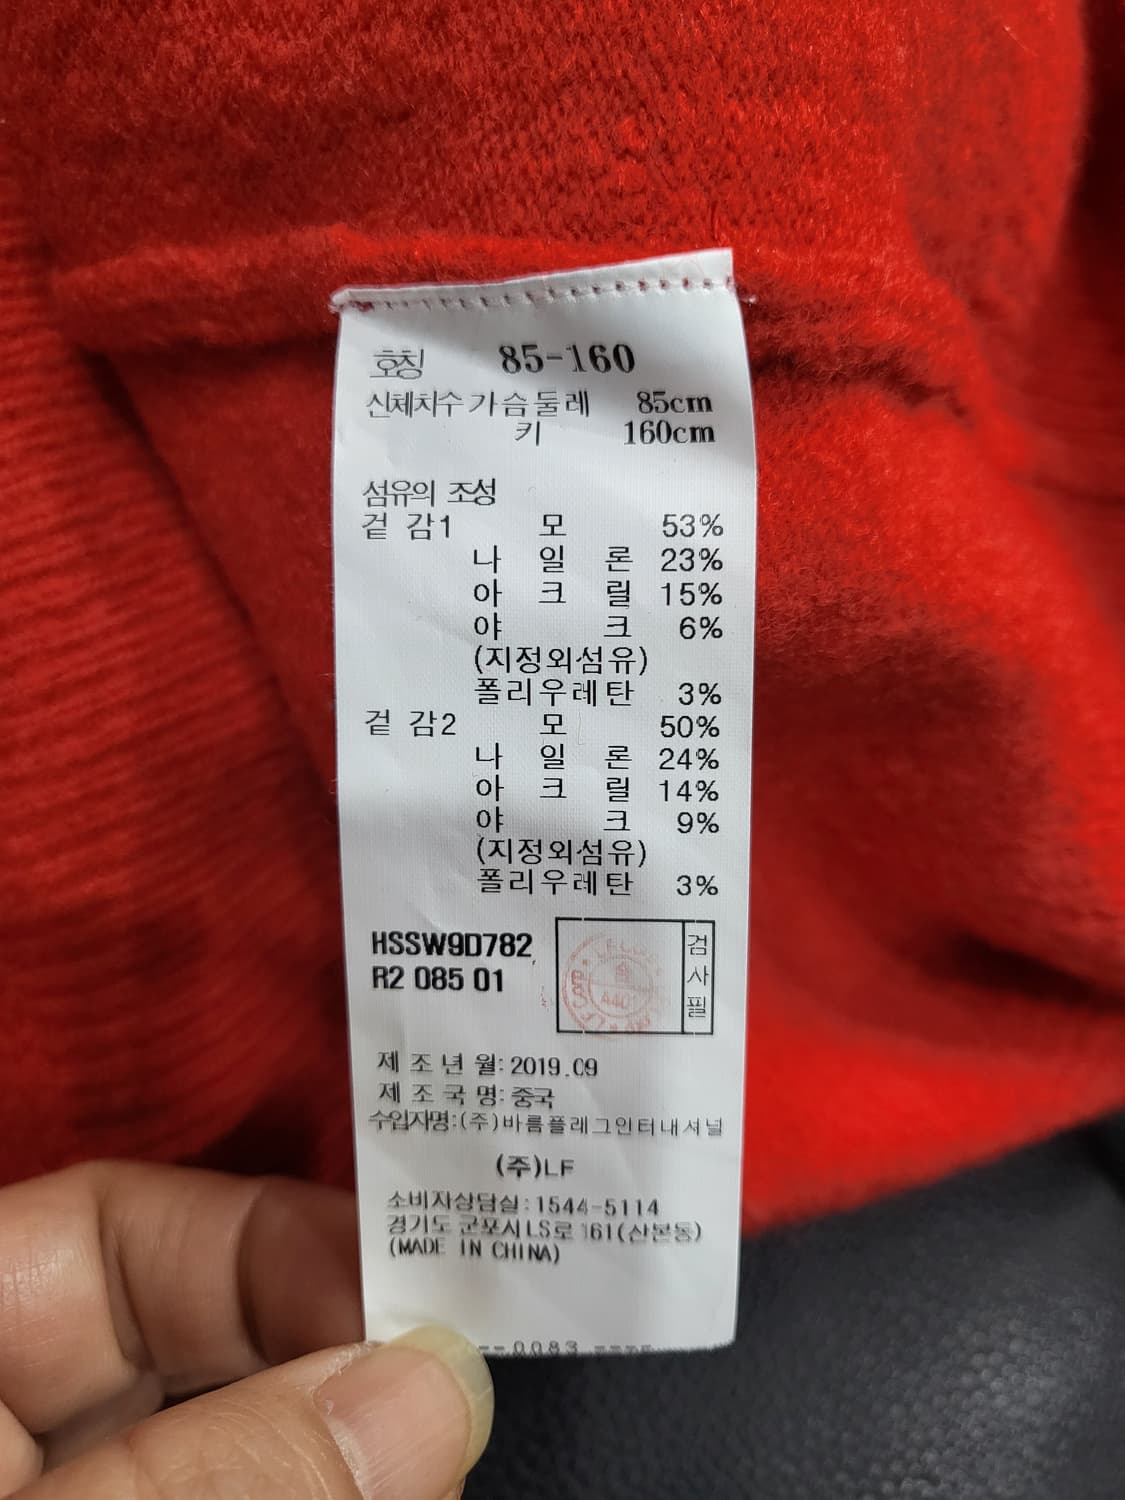 호칭 85-160
신체치수 가슴둘레 85cm
키 160cm
섬유의 조성
겉 감1 모 53%
나 일 론 23%
아 크 릴 15%
야 크 6%
(지정외섬유)
폴리우레탄 3%
겉 감2 모 50%
나 일 론 24%
아 크 릴 14%
야 크 9%
(지정외섬유)
폴리우레탄 3%
HSSW9D782
R2 085 01
검사필
제 조 년 월: 2019.09
제 조 국 명: 중국
수입자명:(주)바름플래그인터내셔널
(주)LF
소비자상담실: 1544-5114
경기도 군포시 LS로 161(산본동)
(MADE IN CHINA)
0083